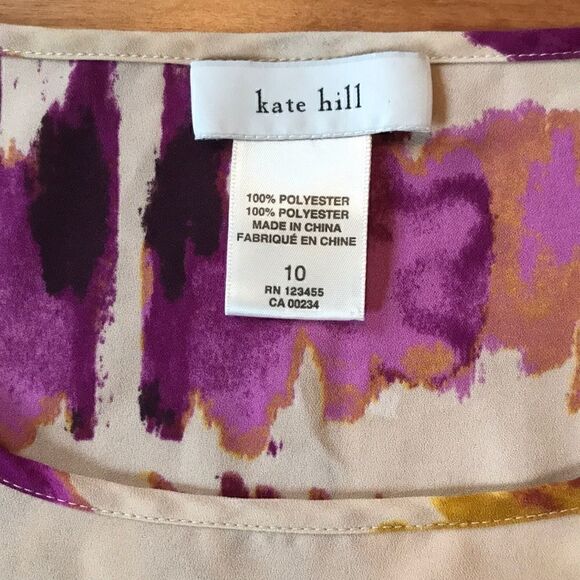 kate hill
100% POLYESTER
100% POLYESTER
MADE IN CHINA
FABRIQUÉ EN CHINE
10
RN 123455
CA 00234